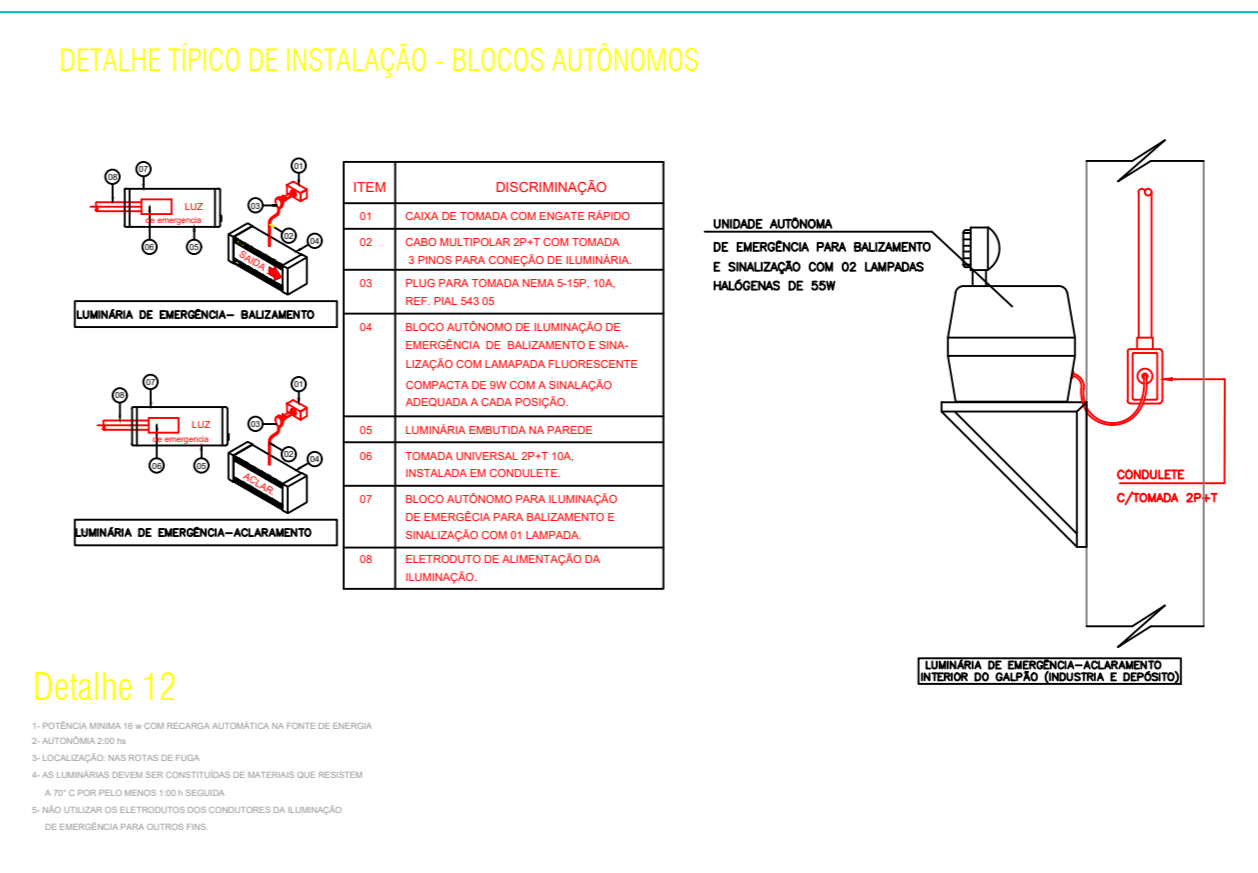 DETALHE TÍPICO DE INSTALAÇÃO - BLOCOS AUTÔNOMOS
08
07
LUZ
de emergencia
06
05
01
03
02
04
SAIDA
LUMINÁRIA DE EMERGÊNCIA- BALIZAMENTO
08
07
LUZ
de emergencia
06
05
01
03
02
04
ACLAR.
LUMINÁRIA DE EMERGÊNCIA-ACLARAMENTO
ITEM DISCRIMINAÇÃO
01 CAIXA DE TOMADA COM ENGATE RÁPIDO
02 CABO MULTIPOLAR 2P+T COM TOMADA
3 PINOS PARA CONEÇÃO DE ILUMINÁRIA.
03 PLUG PARA TOMADA NEMA 5-15P, 10A,
REF. PIAL 543 05
04 BLOCO AUTÔNOMO DE ILUMINAÇÃO DE
EMERGÊNCIA DE BALIZAMENTO E SINA-
LIZAÇÃO COM LAMAPADA FLUORESCENTE
COMPACTA DE 9W COM A SINALAÇÃO
ADEQUADA A CADA POSIÇÃO.
05 LUMINÁRIA EMBUTIDA NA PAREDE
06 TOMADA UNIVERSAL 2P+T 10A,
INSTALADA EM CONDULETE.
07 BLOCO AUTÔNOMO PARA ILUMINAÇÃO
DE EMERGÊCIA PARA BALIZAMENTO E
SINALIZAÇÃO COM 01 LAMPADA.
08 ELETRODUTO DE ALIMENTAÇÃO DA
ILUMINAÇÃO.
UNIDADE AUTÔNOMA
DE EMERGÊNCIA PARA BALIZAMENTO
E SINALIZAÇÃO COM 02 LAMPADAS
HALÓGENAS DE 55W
CONDULETE
C/TOMADA 2P+T
LUMINÁRIA DE EMERGÊNCIA-ACLARAMENTO
INTERIOR DO GALPÃO (INDUSTRIA E DEPÓSITO)
Detalhe 12
1- POTÊNCIA MINIMA 16 w COM RECARGA AUTOMÁTICA NA FONTE DE ENERGIA
2- AUTONÔMIA 2:00 hs
3- LOCALIZAÇÃO: NAS ROTAS DE FUGA
4- AS LUMINÁRIAS DEVEM SER CONSTITUÍDAS DE MATERIAIS QUE RESISTEM
A 70° C POR PELO MENOS 1:00 h SEGUIDA
5- NÃO UTILIZAR OS ELETRODUTOS DOS CONDUTORES DA ILUMINAÇÃO
DE EMERGÊNCIA PARA OUTROS FINS.